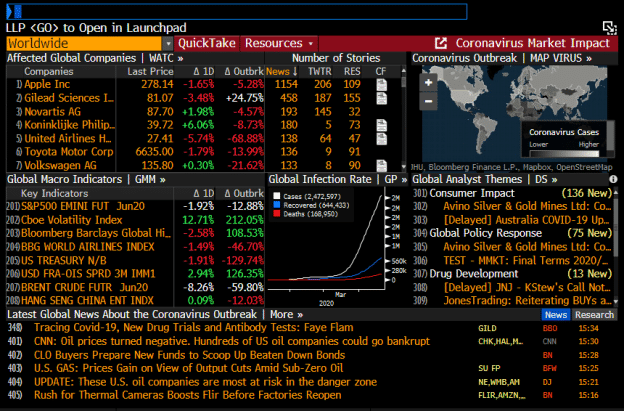 LLP <GO> to Open in Launchpad
Worldwide QuickTake Resources Coronavirus Market Impact
Affected Global Companies | WATC » Number of Stories Coronavirus Outbreak | MAP VIRUS »
Companies Last Price Δ 1D Δ Outbrk News ↓ TWTR RES CF
1) Apple Inc 278.14 -1.65% -5.28% 1154 206 109
2) Gilead Sciences I... 81.07 -3.48% +24.75% 458 187 155
3) Novartis AG 87.70 +1.98% -4.57% 193 145 32
4) Koninklijke Philip... 39.72 +6.06% -8.73% 180 5 73
5) United Airlines H... 27.41 -5.74% -68.88% 138 64 47
6) Toyota Motor Corp 6635.00 -1.79% -13.99% 136 9 91
7) Volkswagen AG 135.80 +0.30% -21.62% 133 8 90
+
−
Coronavirus Cases
Lower Higher
JHU, Bloomberg Finance L.P., Mapbox, OpenStreetMap
Global Macro Indicators | GMM » Global Infection Rate | GP » Global Analyst Themes | DS »
Key Indicators Δ 1D Δ Outbrk
201) S&P500 EMINI FUT Jun20 -1.92% -12.88%
202) Cboe Volatility Index 12.71% 212.05%
203) Bloomberg Barclays Global Hi... -2.58% 108.53%
204) BBG WORLD AIRLINES INDEX -1.49% -46.70%
205) US TREASURY N/B -1.91% -129.74%
206) USD FRA-OIS SPRD 3M IMM1 2.94% 126.35%
207) BRENT CRUDE FUTR Jun20 -8.26% -59.80%
208) HANG SENG CHINA ENT INDX 0.09% -12.03%
Cases (2,472,597)
Recovered (644,433)
Deaths (168,950)
2M
2M
2M
1M
560k
280k
0
Mar
2020
301) Consumer Impact (136 New)
302) Avino Silver & Gold Mines Ltd: Co...
303) [Delayed] Australia COVID-19 Up...
304) Global Policy Response (75 New)
305) Avino Silver & Gold Mines Ltd: Co...
306) TEST - MMKT: Final Terms 2020/...
307) Drug Development (13 New)
308) [Delayed] JNJ - KStew's Call Not...
309) JonesTrading: Reiterating BUYs a...
Latest Global News About the Coronavirus Outbreak | More » News Research
348) Tracing Covid-19, New Drug Trials and Antibody Tests: Faye Flam GILD BBO 15:34
401) CNN: Oil prices turned negative. Hundreds of US oil companies could go bankrupt CHK,HAL,M... CNN 15:30
402) CLO Buyers Prepare New Funds to Scoop Up Beaten Down Bonds BN 15:28
403) U.S. GAS: Prices Gain on View of Output Cuts Amid Sub-Zero Oil SU FP BFW 15:25
404) UPDATE: These U.S. oil companies are most at risk in the danger zone NE,WMB,AM DJ 15:21
405) Rush for Thermal Cameras Boosts Flir Before Factories Reopen FLIR,AMZN,... BN 15:16